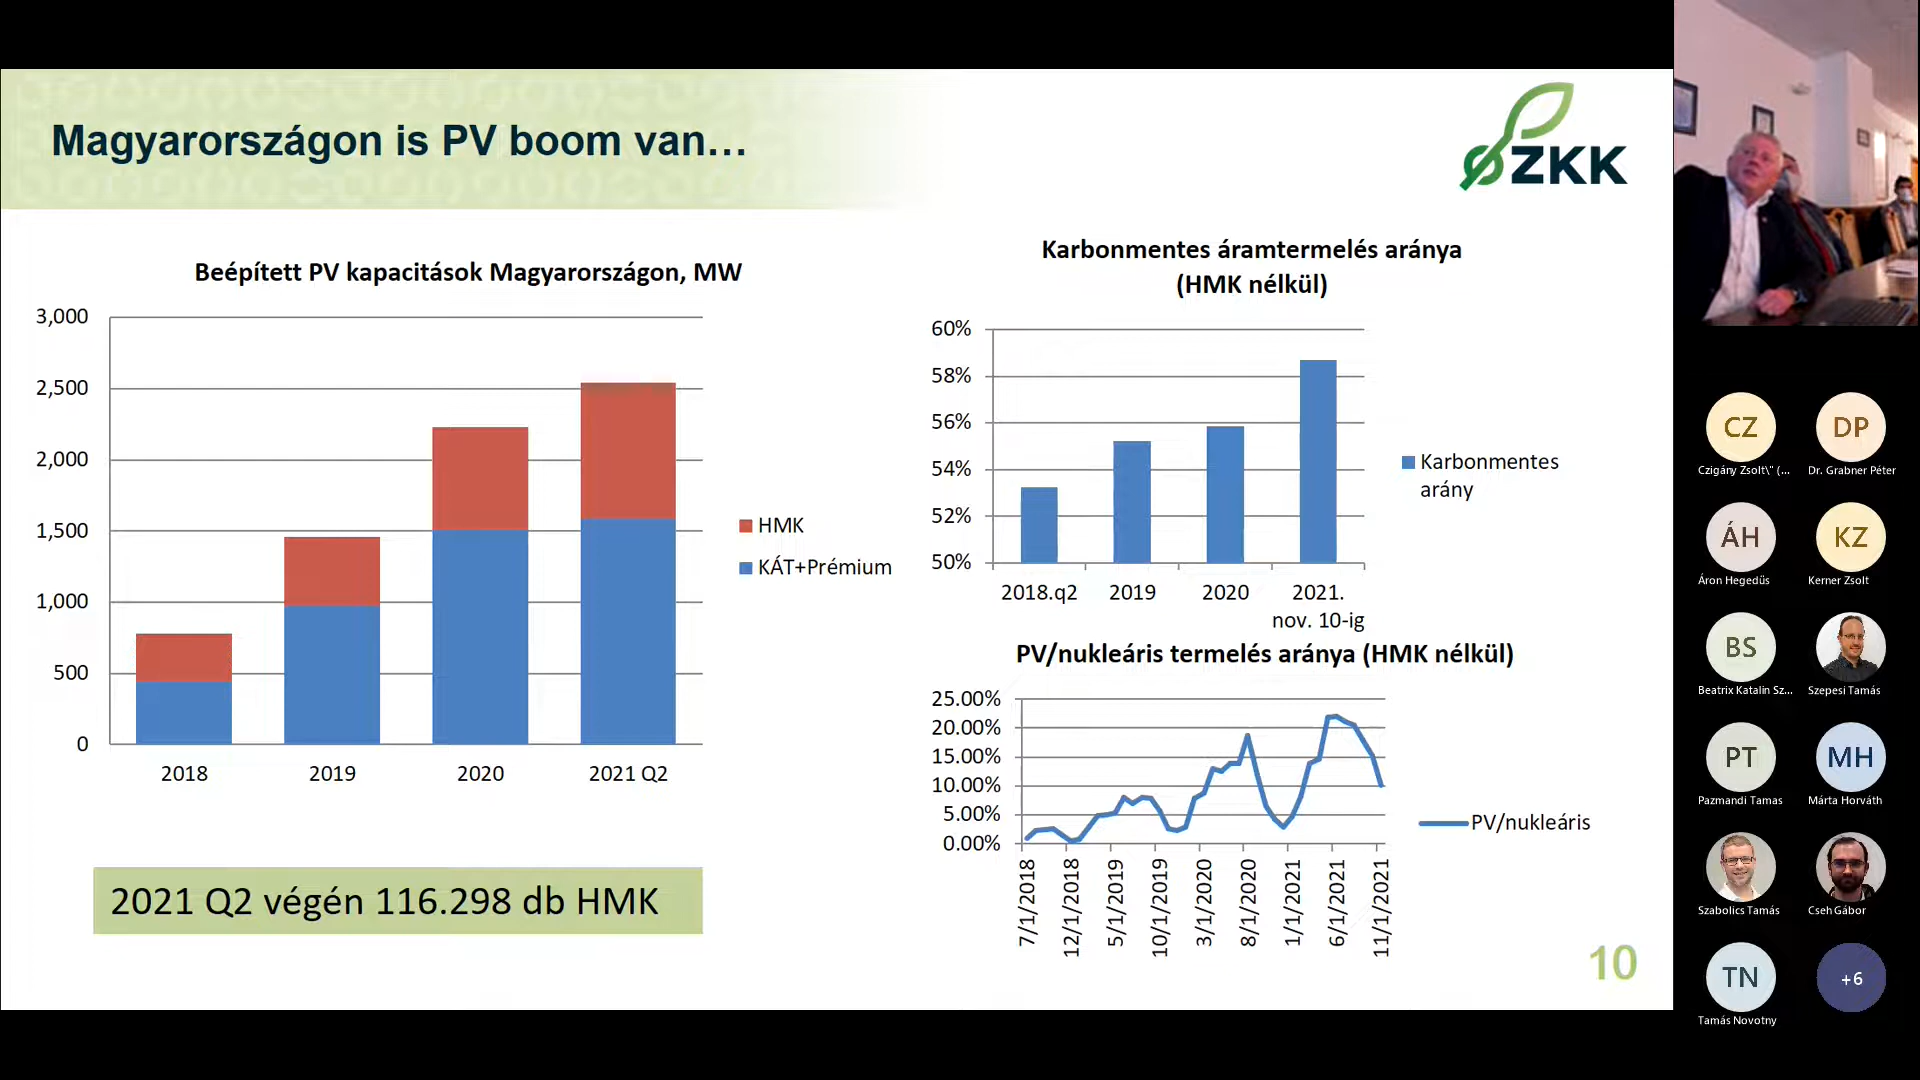 Magyarországon is PV boom van...
ZKK
Beépített PV kapacitások Magyarországon, MW
3,000
2,500
2,000
1,500
1,000
500
0
2018
2019
2020
2021 Q2
HMK
KÁT+Prémium
2021 Q2 végén 116.298 db HMK
Karbonmentes áramtermelés aránya
(HMK nélkül)
60%
58%
56%
54%
52%
50%
2018.q2
2019
2020
2021.
nov. 10-ig
Karbonmentes
arány
PV/nukleáris termelés aránya (HMK nélkül)
25.00%
20.00%
15.00%
10.00%
5.00%
0.00%
7/1/2018
12/1/2018
5/1/2019
10/1/2019
3/1/2020
8/1/2020
1/1/2021
6/1/2021
11/1/2021
PV/nukleáris
10
CZ
Czigány Zsolt\" (...
DP
Dr. Grabner Péter
ÁH
Áron Hegedűs
KZ
Kerner Zsolt
BS
Beatrix Katalin Sz...
Szepesi Tamás
PT
Pazmandi Tamas
MH
Márta Horváth
Szabolics Tamás
Cseh Gábor
TN
Tamás Novotny
+6